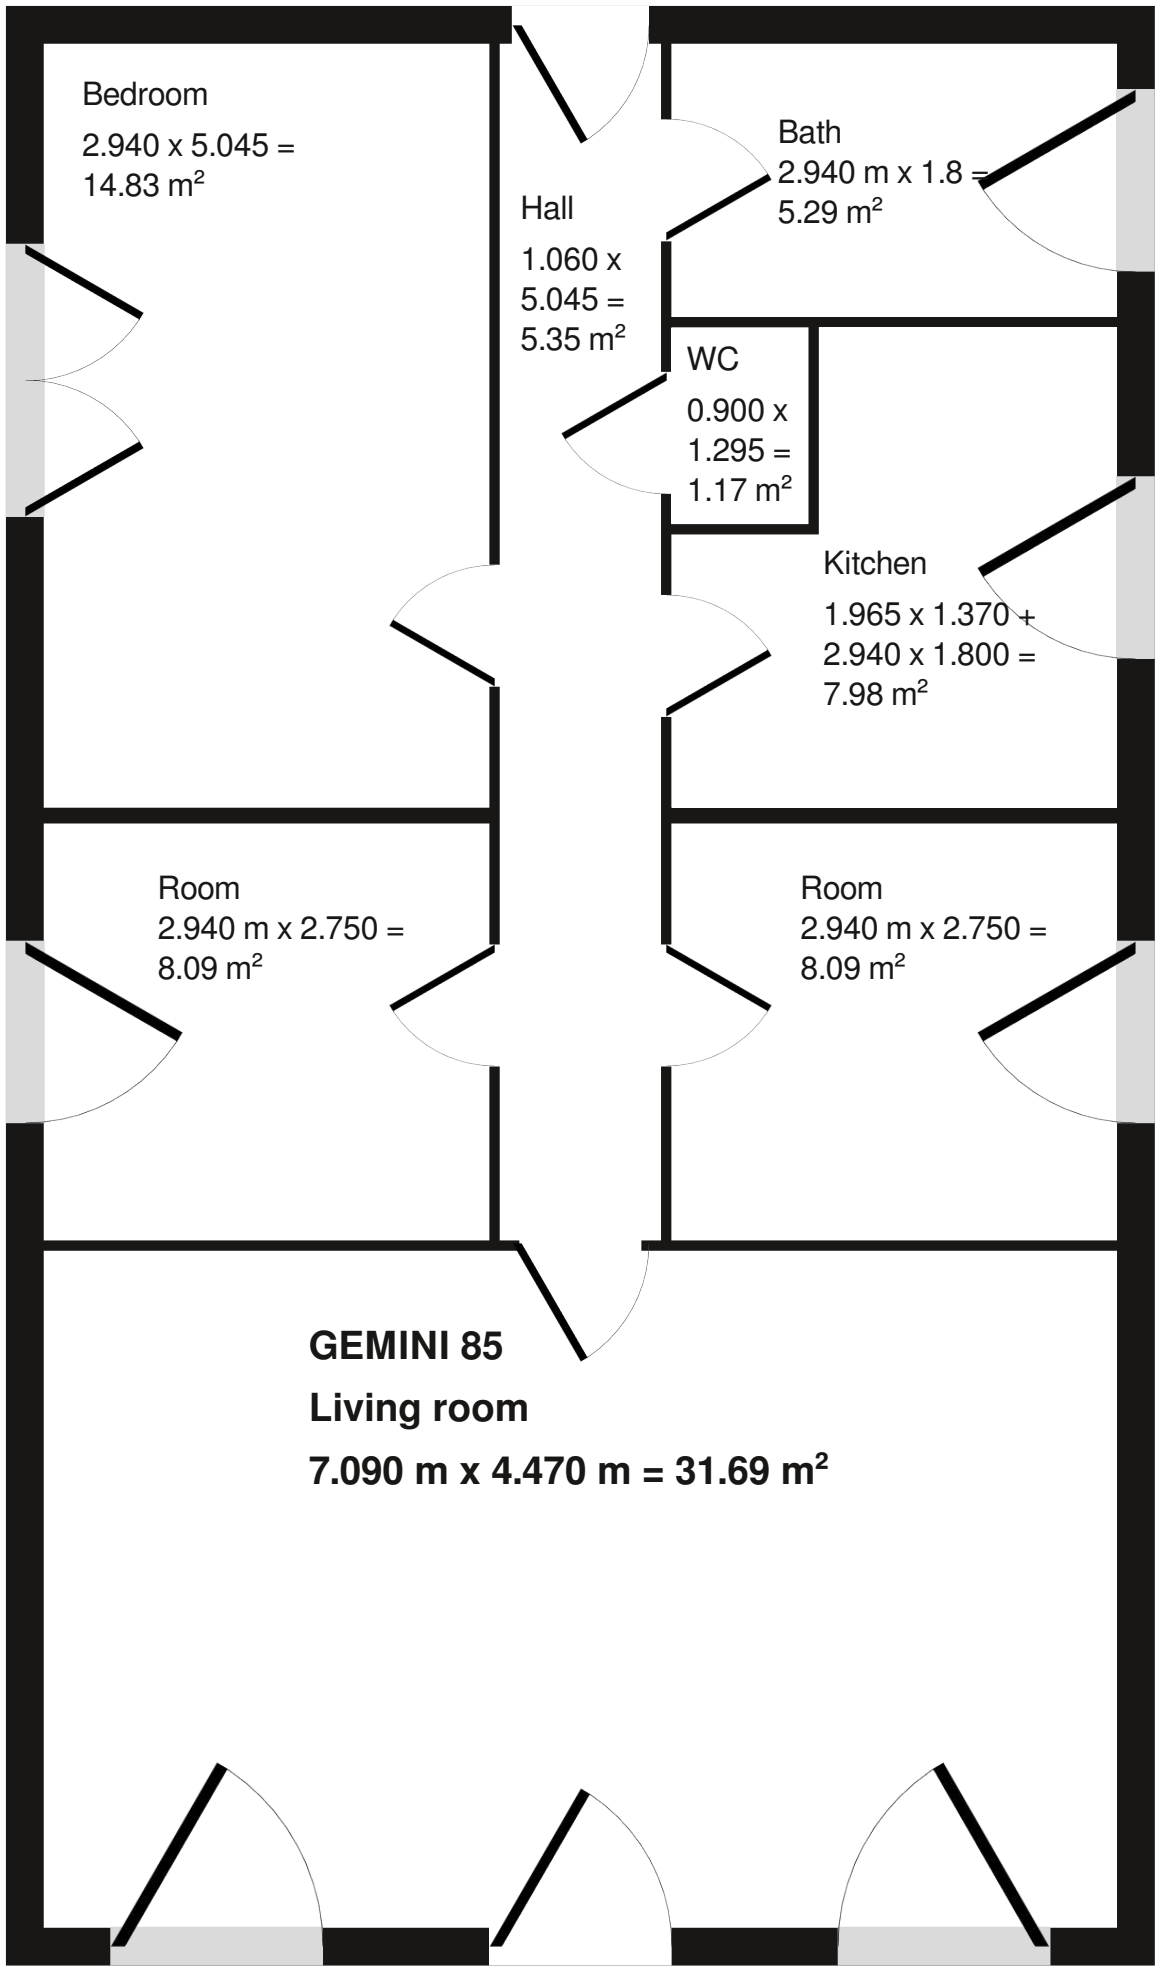 Bedroom
2.940 x 5.045 =
14.83 m²
Bath
2.940 m x 1.8 =
5.29 m²
Hall
1.060 x
5.045 =
5.35 m²
WC
0.900 x
1.295 =
1.17 m²
Kitchen
1.965 x 1.370 +
2.940 x 1.800 =
7.98 m²
Room
2.940 m x 2.750 =
8.09 m²
Room
2.940 m x 2.750 =
8.09 m²
GEMINI 85
Living room
7.090 m x 4.470 m = 31.69 m²